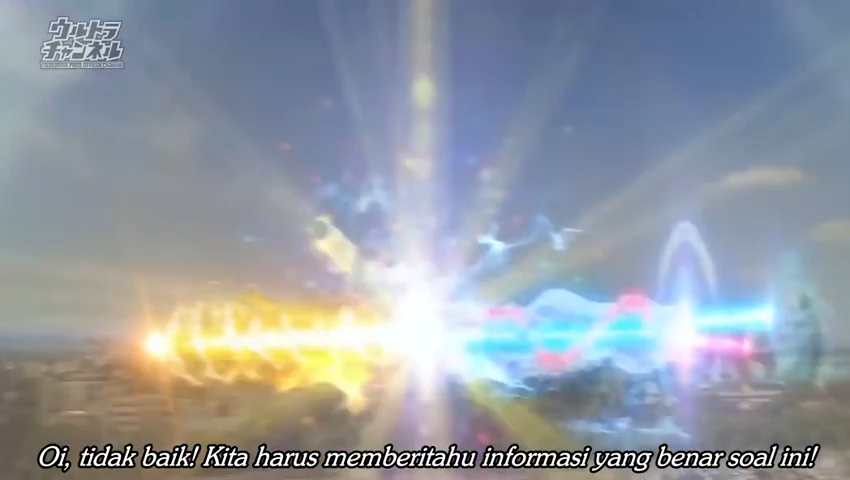 ウルトラ
チャンネル
Oi, tidak baik! Kita harus memberitahu informasi yang benar soal ini!